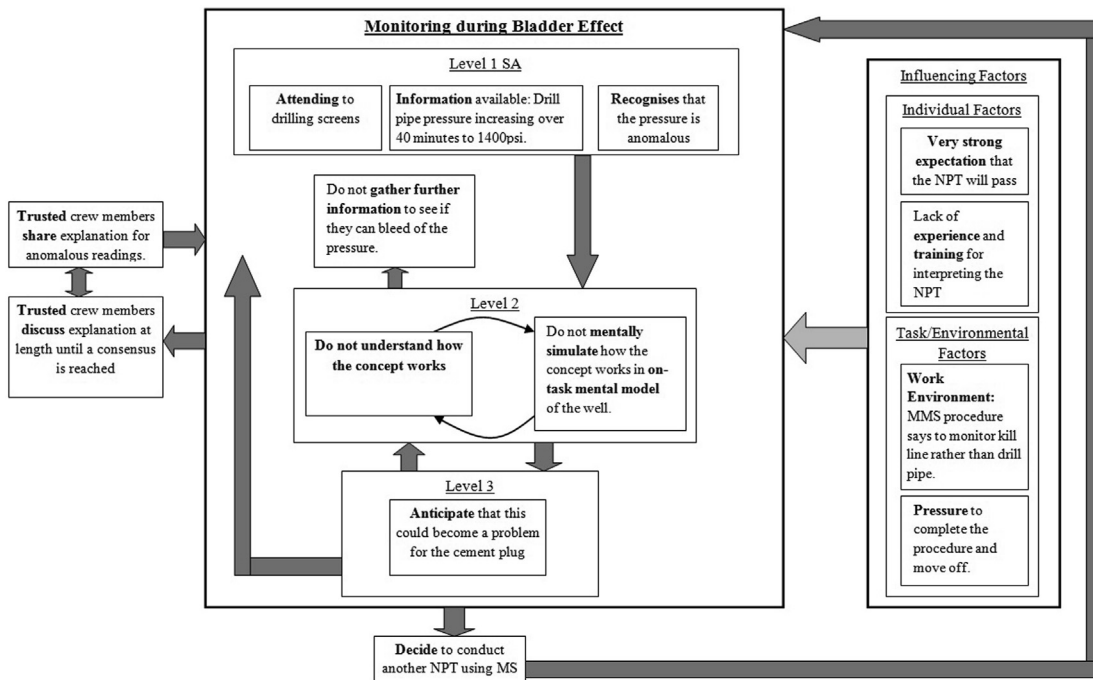 Monitoring during Bladder Effect
Level 1 SA
Attending to
drilling screens
Information available: Drill
pipe pressure increasing over
40 minutes to 1400psi.
Recognises that
the pressure is
anomalous
Do not gather further
information to see if
they can bleed of the
pressure.
Trusted crew members
share explanation for
anomalous readings.
Trusted crew members
discuss explanation at
length until a consensus
is reached
Level 2
Do not understand how
the concept works
Do not mentally
simulate how the
concept works in on-
task mental model
of the well.
Level 3
Anticipate that this
could become a problem
for the cement plug
Decide to conduct
another NPT using MS
Influencing Factors
Individual Factors
Very strong
expectation that
the NPT will pass
Lack of
experience and
training for
interpreting the
NPT
Task/Environmental
Factors
Work
Environment:
MMS procedure
says to monitor kill
line rather than drill
pipe.
Pressure to
complete the
procedure and
move off.